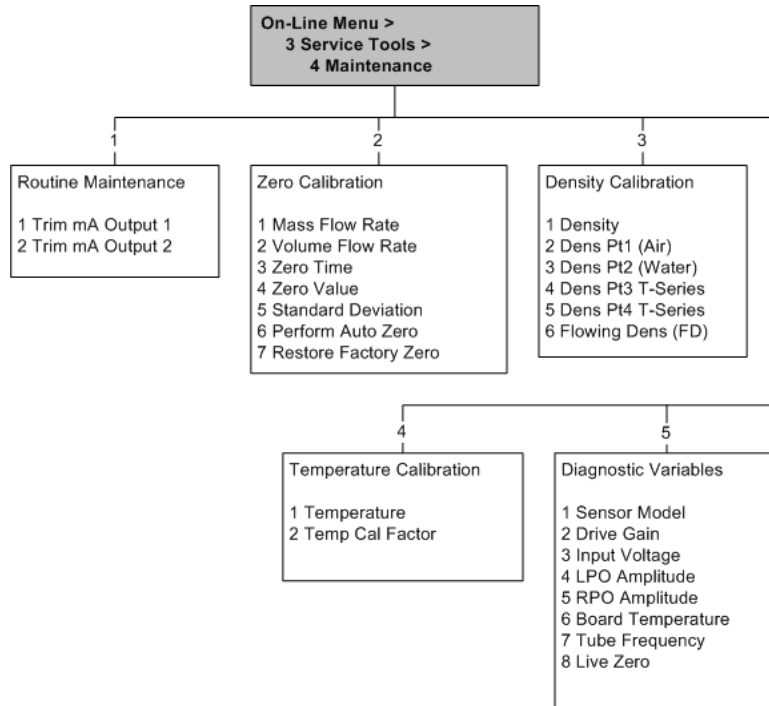 On-Line Menu >
3 Service Tools >
4 Maintenance
1
2
3
Routine Maintenance
1 Trim mA Output 1
2 Trim mA Output 2
Zero Calibration
1 Mass Flow Rate
2 Volume Flow Rate
3 Zero Time
4 Zero Value
5 Standard Deviation
6 Perform Auto Zero
7 Restore Factory Zero
Density Calibration
1 Density
2 Dens Pt1 (Air)
3 Dens Pt2 (Water)
4 Dens Pt3 T-Series
5 Dens Pt4 T-Series
6 Flowing Dens (FD)
4
5
Temperature Calibration
1 Temperature
2 Temp Cal Factor
Diagnostic Variables
1 Sensor Model
2 Drive Gain
3 Input Voltage
4 LPO Amplitude
5 RPO Amplitude
6 Board Temperature
7 Tube Frequency
8 Live Zero